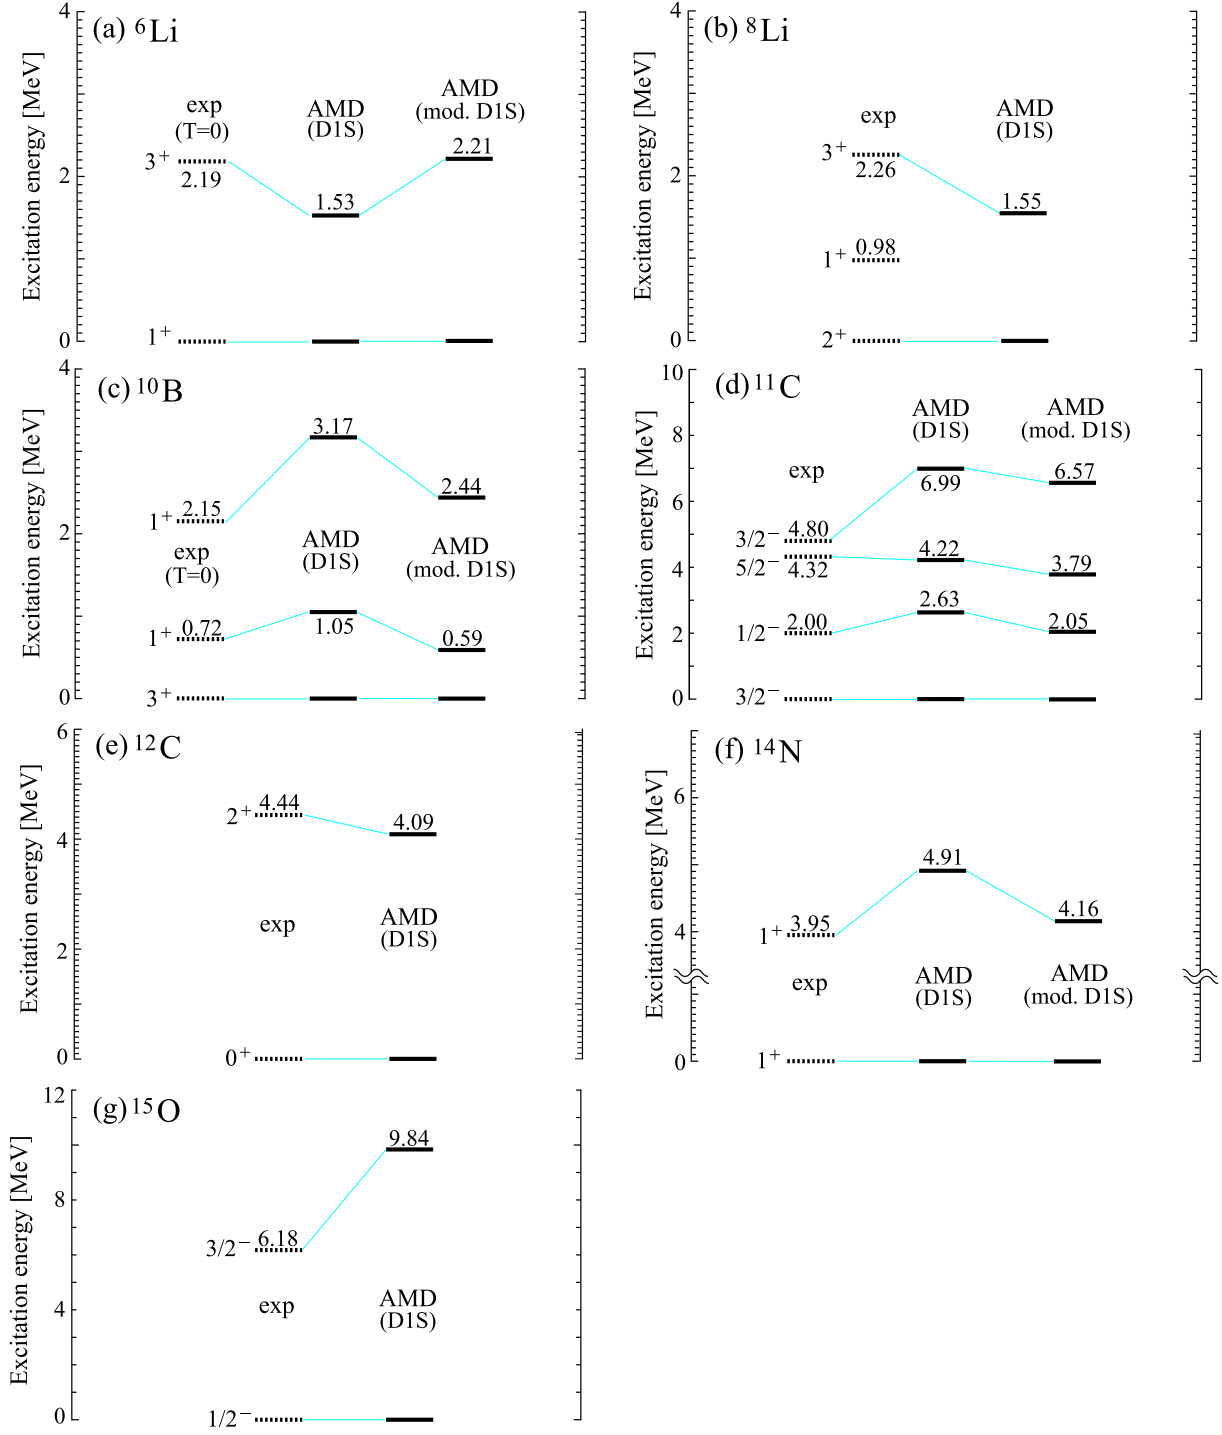 (a) ⁶Li
Excitation energy [MeV]
4
2
0
exp
(T=0)
AMD
(D1S)
AMD
(mod. D1S)
3⁺
2.19
1.53
2.21
1⁺
(b) ⁸Li
Excitation energy [MeV]
4
2
0
exp
AMD
(D1S)
3⁺
2.26
1.55
1⁺ 0.98
2⁺
(c) ¹⁰B
Excitation energy [MeV]
4
2
0
3.17
1⁺ 2.15
2.44
exp
(T=0)
AMD
(D1S)
AMD
(mod. D1S)
1⁺ 0.72
1.05
0.59
3⁺
(d) ¹¹C
Excitation energy [MeV]
10
8
6
4
2
0
exp
AMD
(D1S)
AMD
(mod. D1S)
3/2⁻ 4.80
6.99
6.57
5/2⁻ 4.32
4.22
3.79
1/2⁻ 2.00
2.63
2.05
3/2⁻
(e) ¹²C
Excitation energy [MeV]
6
4
2
0
2⁺ 4.44
4.09
exp
AMD
(D1S)
0⁺
(f) ¹⁴N
Excitation energy [MeV]
6
4
0
1⁺ 3.95
4.91
4.16
exp
AMD
(D1S)
AMD
(mod. D1S)
1⁺
(g) ¹⁵O
Excitation energy [MeV]
12
8
4
0
9.84
3/2⁻ 6.18
exp
AMD
(D1S)
1/2⁻